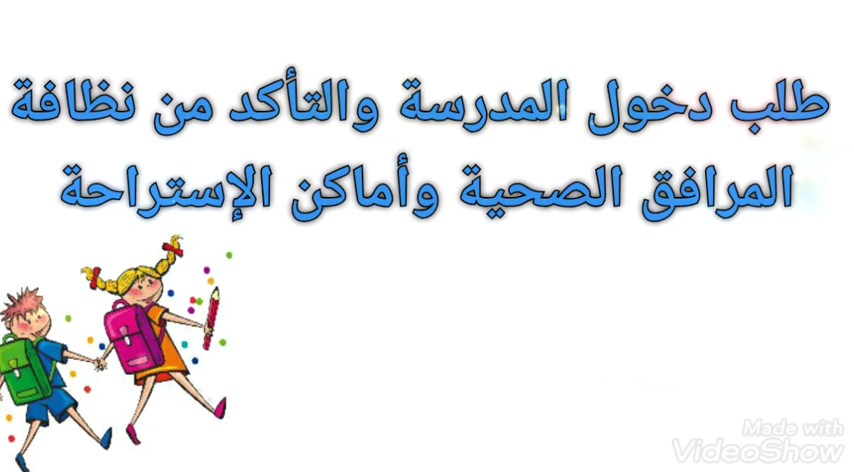 طلب دخول المدرسة والتأكد من نظافة
المرافق الصحية وأماكن الإستراحة
Made with
VideoShow